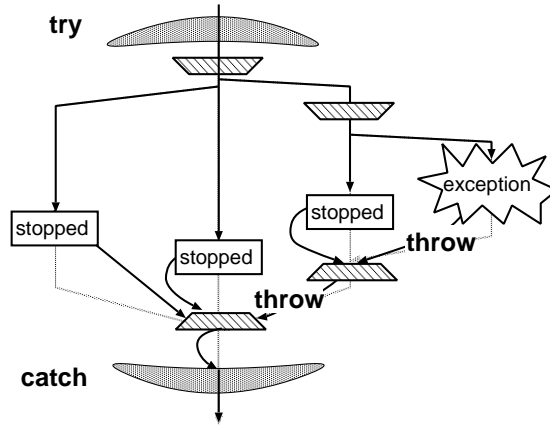 try
exception
stopped
stopped
throw
stopped
throw
catch